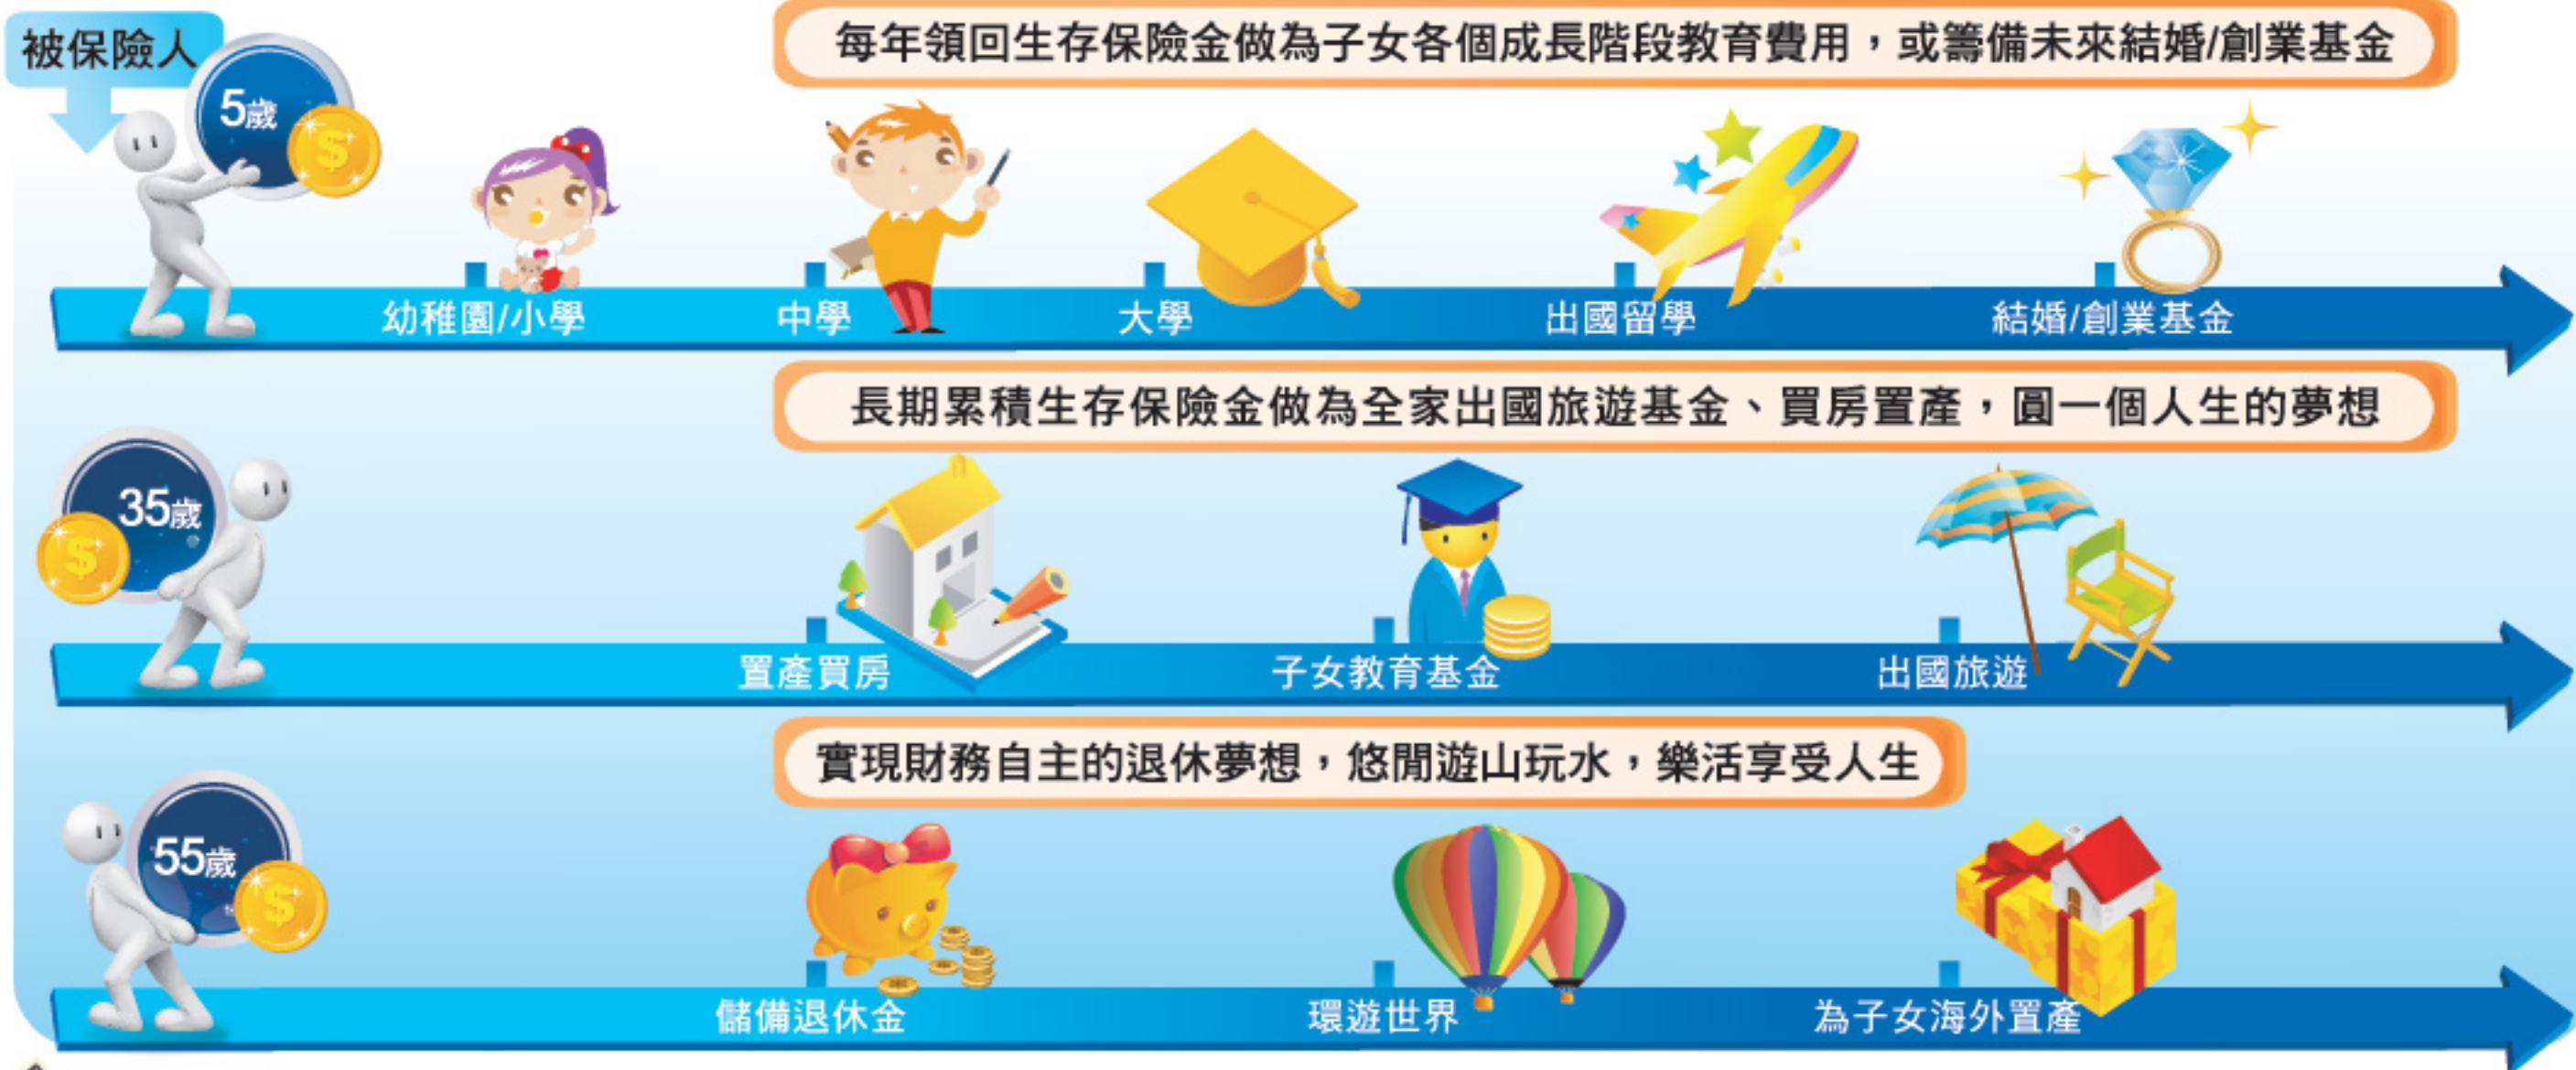 被保險人
5歲
每年領回生存保險金做為子女各個成長階段教育費用，或籌備未來結婚/創業基金
幼稚園/小學
中學
大學
出國留學
結婚/創業基金
長期累積生存保險金做為全家出國旅遊基金、買房置產，圓一個人生的夢想
35歲
置產買房
子女教育基金
出國旅遊
實現財務自主的退休夢想，悠閒遊山玩水，樂活享受人生
55歲
儲備退休金
環遊世界
為子女海外置產